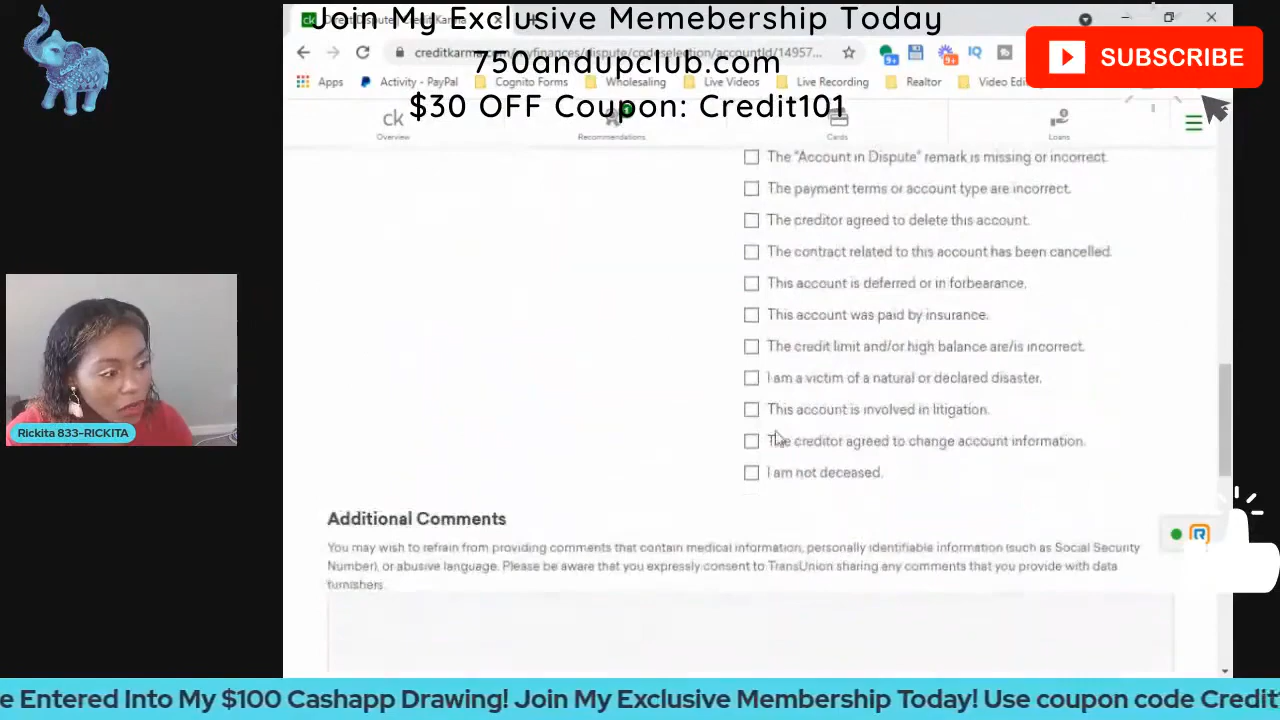 Join My Exclusive Memebership Today
750andupclub.com
$30 OFF Coupon: Credit101
SUBSCRIBE
ck
Activity - PayPal
Cognito Forms
Wholesaling
Live Videos
Live Recording
Realtor
Apps
9+
9+
IQ
ck
Overview
Recommendations
Cards
Loans
The "Account in Dispute" remark is missing or incorrect.
The payment terms or account type are incorrect.
The creditor agreed to delete this account.
The contract related to this account has been cancelled.
This account is deferred or in forbearance.
This account was paid by insurance.
The credit limit and/or high balance are/is incorrect.
I am a victim of a natural or declared disaster.
This account is involved in litigation.
The creditor agreed to change account information.
I am not deceased.
Rickita 833-RICKITA
Additional Comments
You may wish to refrain from providing comments that contain medical information, personally identifiable information (such as Social Security
Number), or abusive language. Please be aware that you expressly consent to TransUnion sharing any comments that you provide with data
furnishers.
e Entered Into My $100 Cashapp Drawing! Join My Exclusive Membership Today! Use coupon code Credit